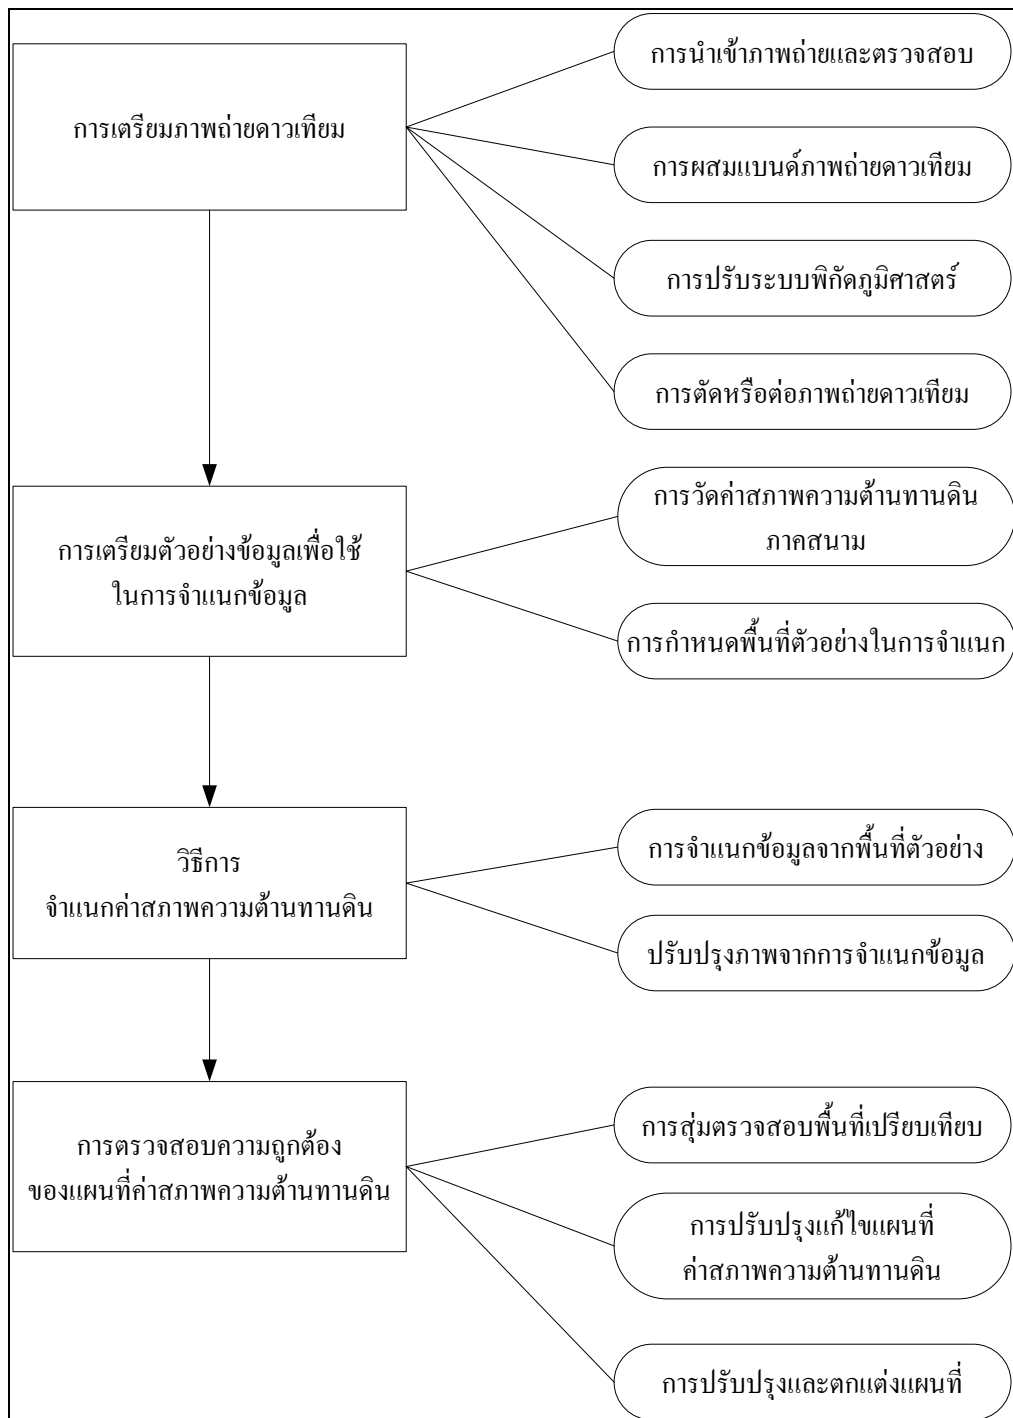 การเตรียมภาพถ่ายดาวเทียม
การนำเข้าภาพถ่ายและตรวจสอบ
การผสมแบนด์ภาพถ่ายดาวเทียม
การปรับระบบพิกัดภูมิศาสตร์
การตัดหรือต่อภาพถ่ายดาวเทียม
การเตรียมตัวอย่างข้อมูลเพื่อใช้
ในการจำแนกข้อมูล
การวัดค่าสภาพความต้านทานดิน
ภาคสนาม
การกำหนดพื้นที่ตัวอย่างในการจำแนก
วิธีการ
จำแนกค่าสภาพความต้านทานดิน
การจำแนกข้อมูลจากพื้นที่ตัวอย่าง
ปรับปรุงภาพจากการจำแนกข้อมูล
การตรวจสอบความถูกต้อง
ของแผนที่ค่าสภาพความต้านทานดิน
การสุ่มตรวจสอบพื้นที่เปรียบเทียบ
การปรับปรุงแก้ไขแผนที่
ค่าสภาพความต้านทานดิน
การปรับปรุงและตกแต่งแผนที่